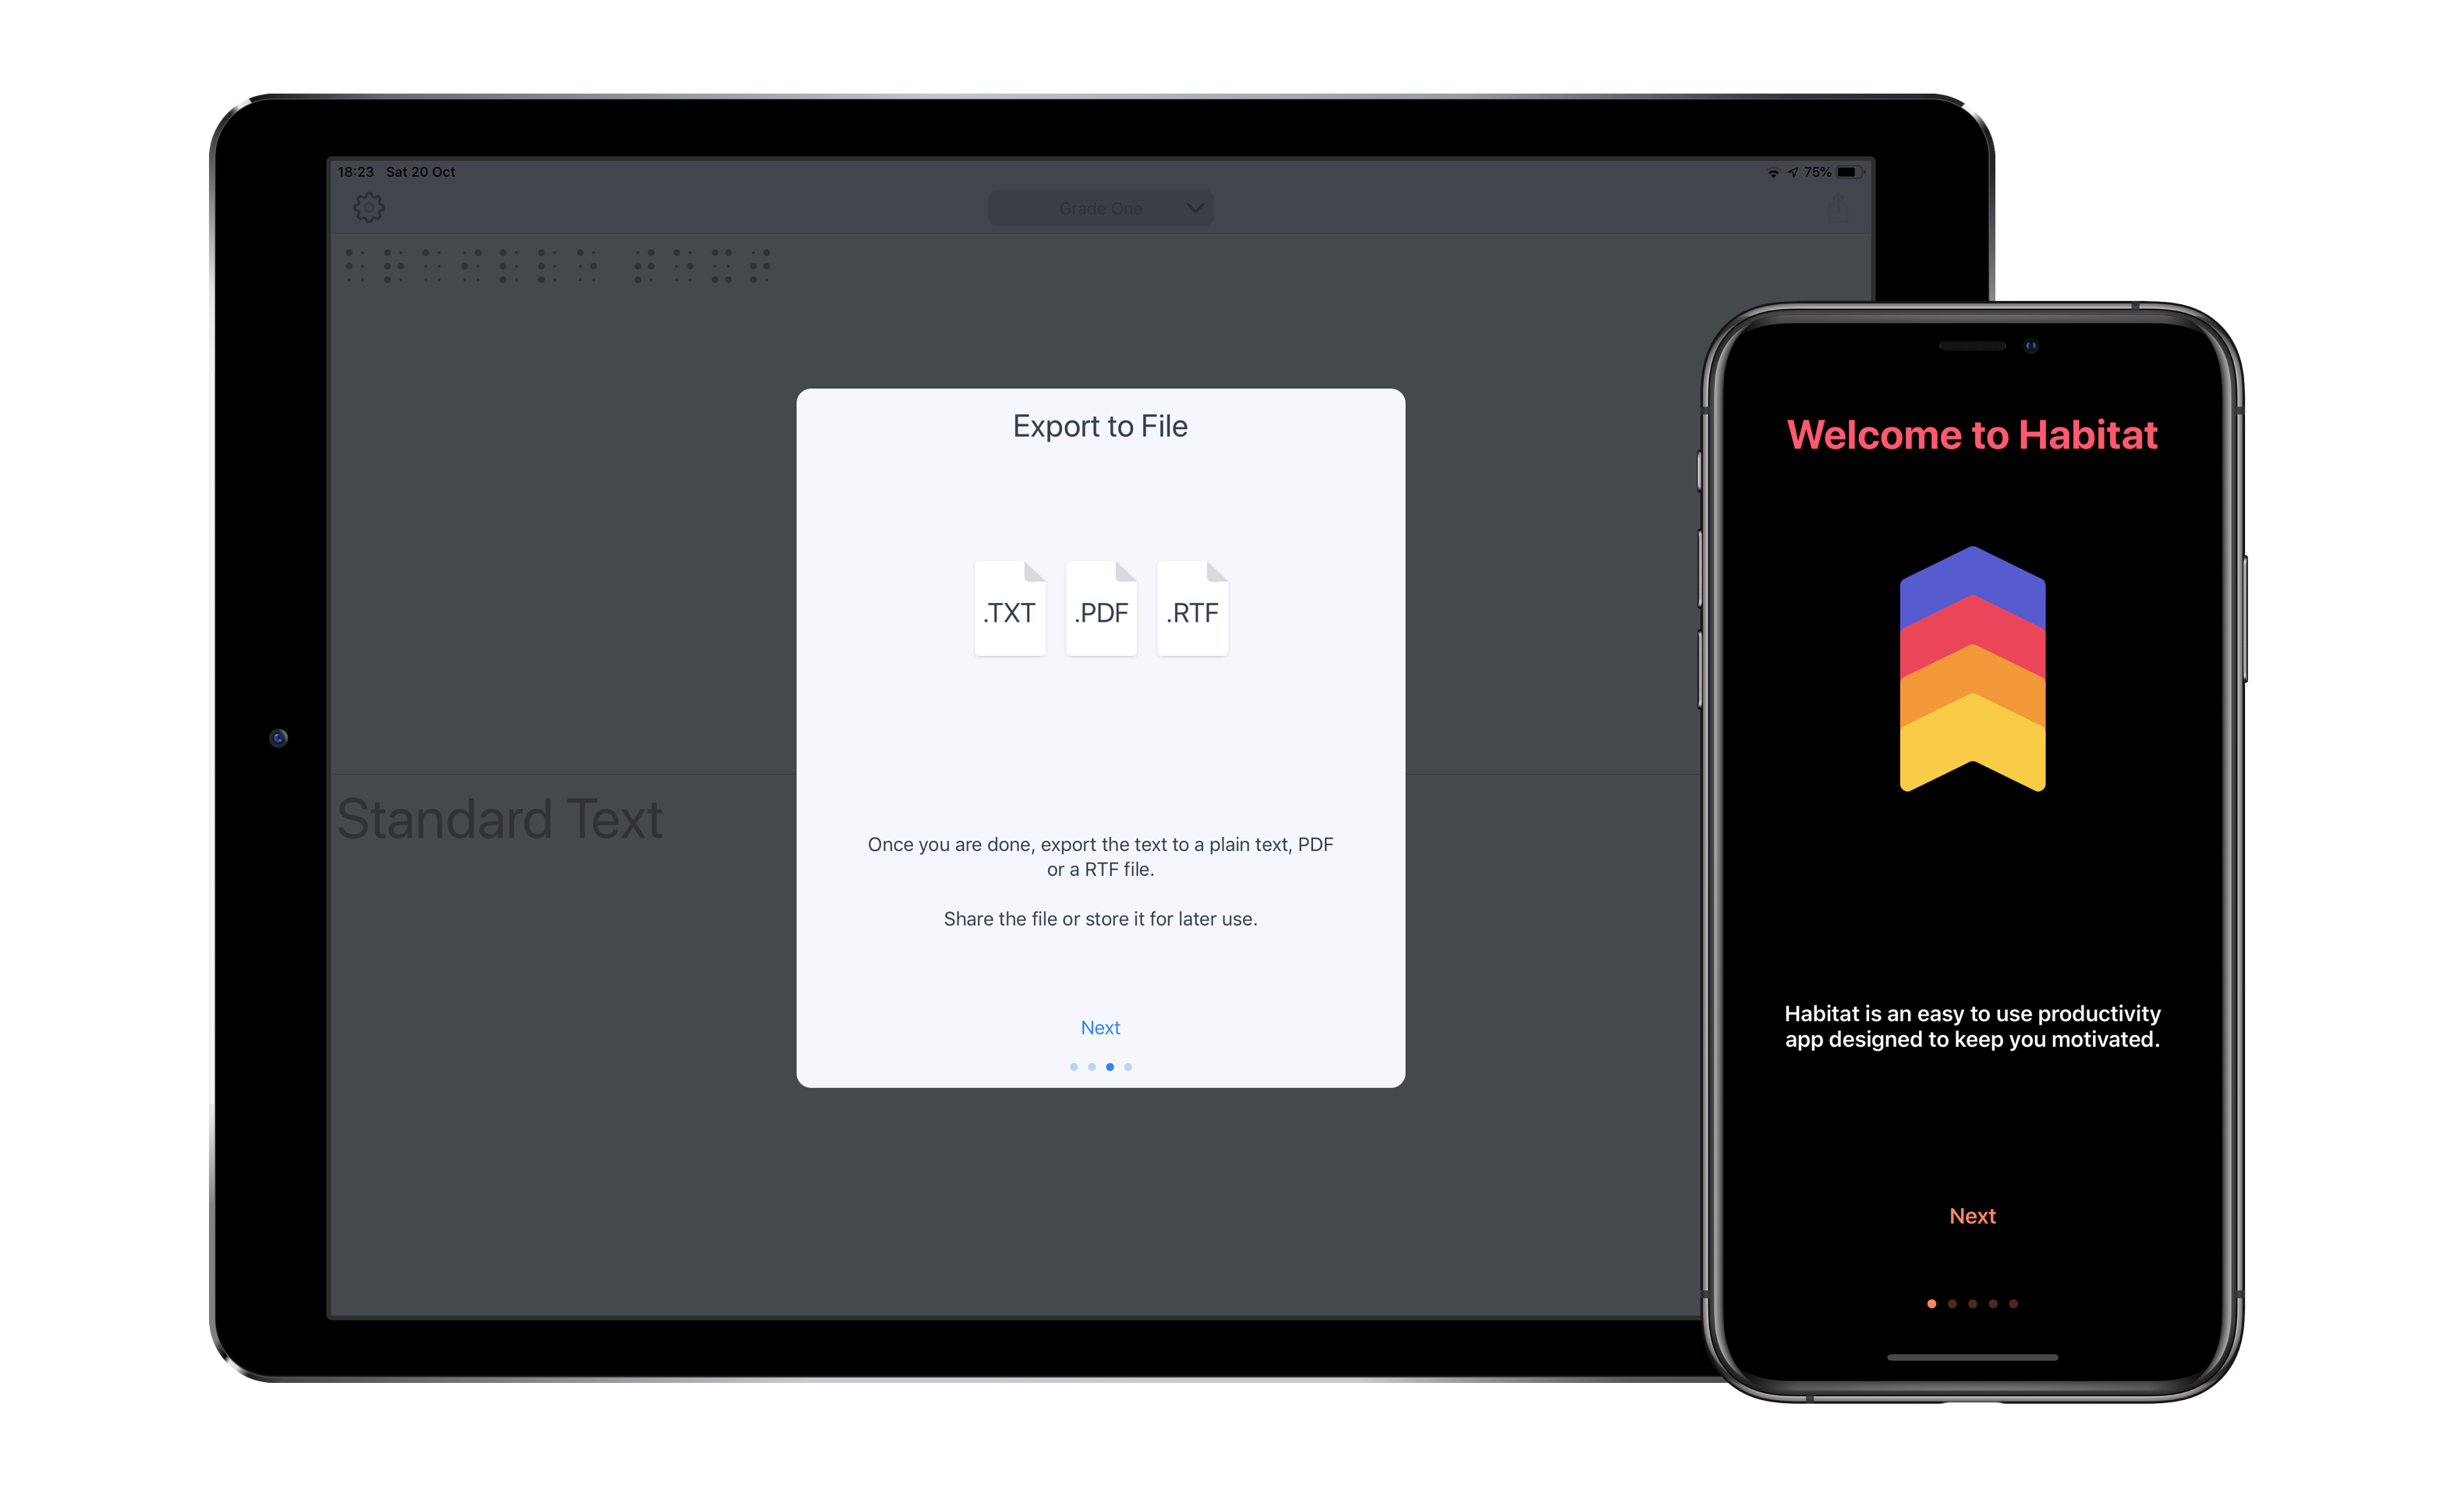 18:23 Sat 20 Oct
75%
Grade One
⠃⠗⠁⠊⠇⠇⠑ ⠞⠑⠭⠞
Standard Text
Export to File
.TXT .PDF .RTF
Once you are done, export the text to a plain text, PDF
or a RTF file.
Share the file or store it for later use.
Next
Welcome to Habitat
Habitat is an easy to use productivity
app designed to keep you motivated.
Next